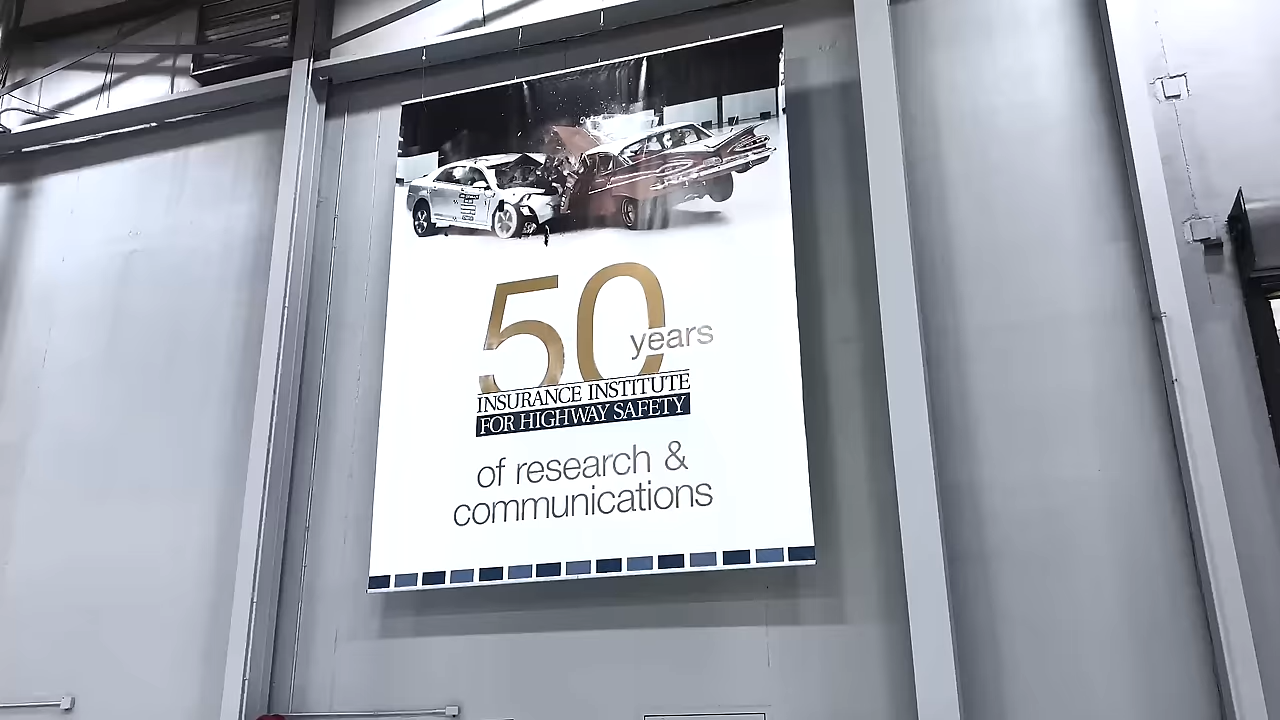 50
years
INSURANCE INSTITUTE
FOR HIGHWAY SAFETY
of research &
communications